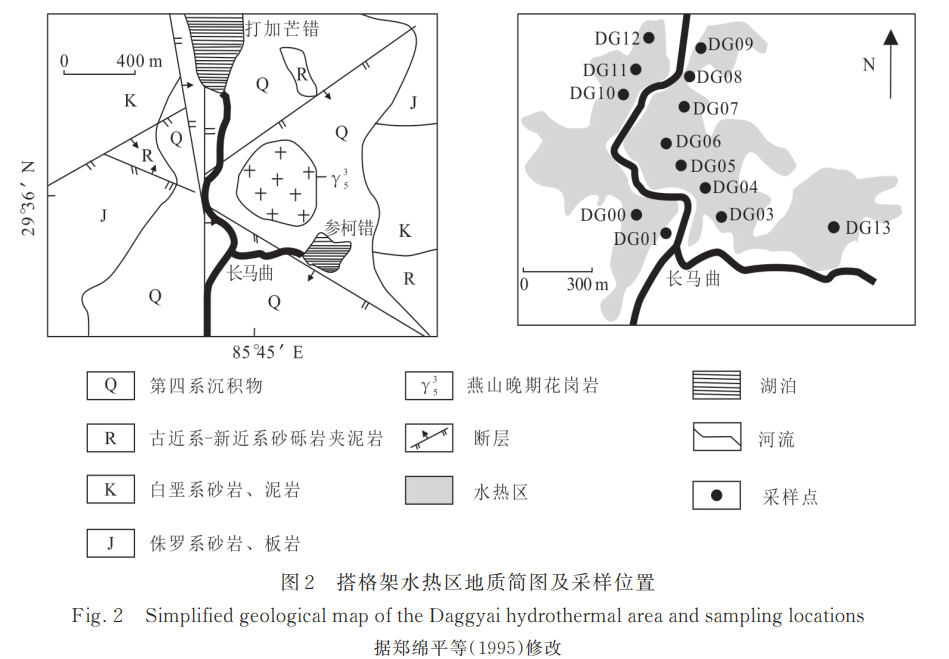 打加芒错
0 400 m
K
Q
R
J
Q
Q
R
γ₅³
J
参柯错
K
长马曲
R
Q
Q
29°36′ N
85°45′ E
DG12
DG09
N
DG11
DG08
DG10
DG07
DG06
DG05
DG04
DG00
DG03
DG01
DG13
长马曲
0 300 m
Q 第四系沉积物
γ₅³ 燕山晚期花岗岩
湖泊
R 古近系-新近系砂砾岩夹泥岩
断层
河流
K 白垩系砂岩、泥岩
水热区
采样点
J 侏罗系砂岩、板岩
图2 搭格架水热区地质简图及采样位置
Fig. 2 Simplified geological map of the Daggyai hydrothermal area and sampling locations
据郑绵平等(1995)修改